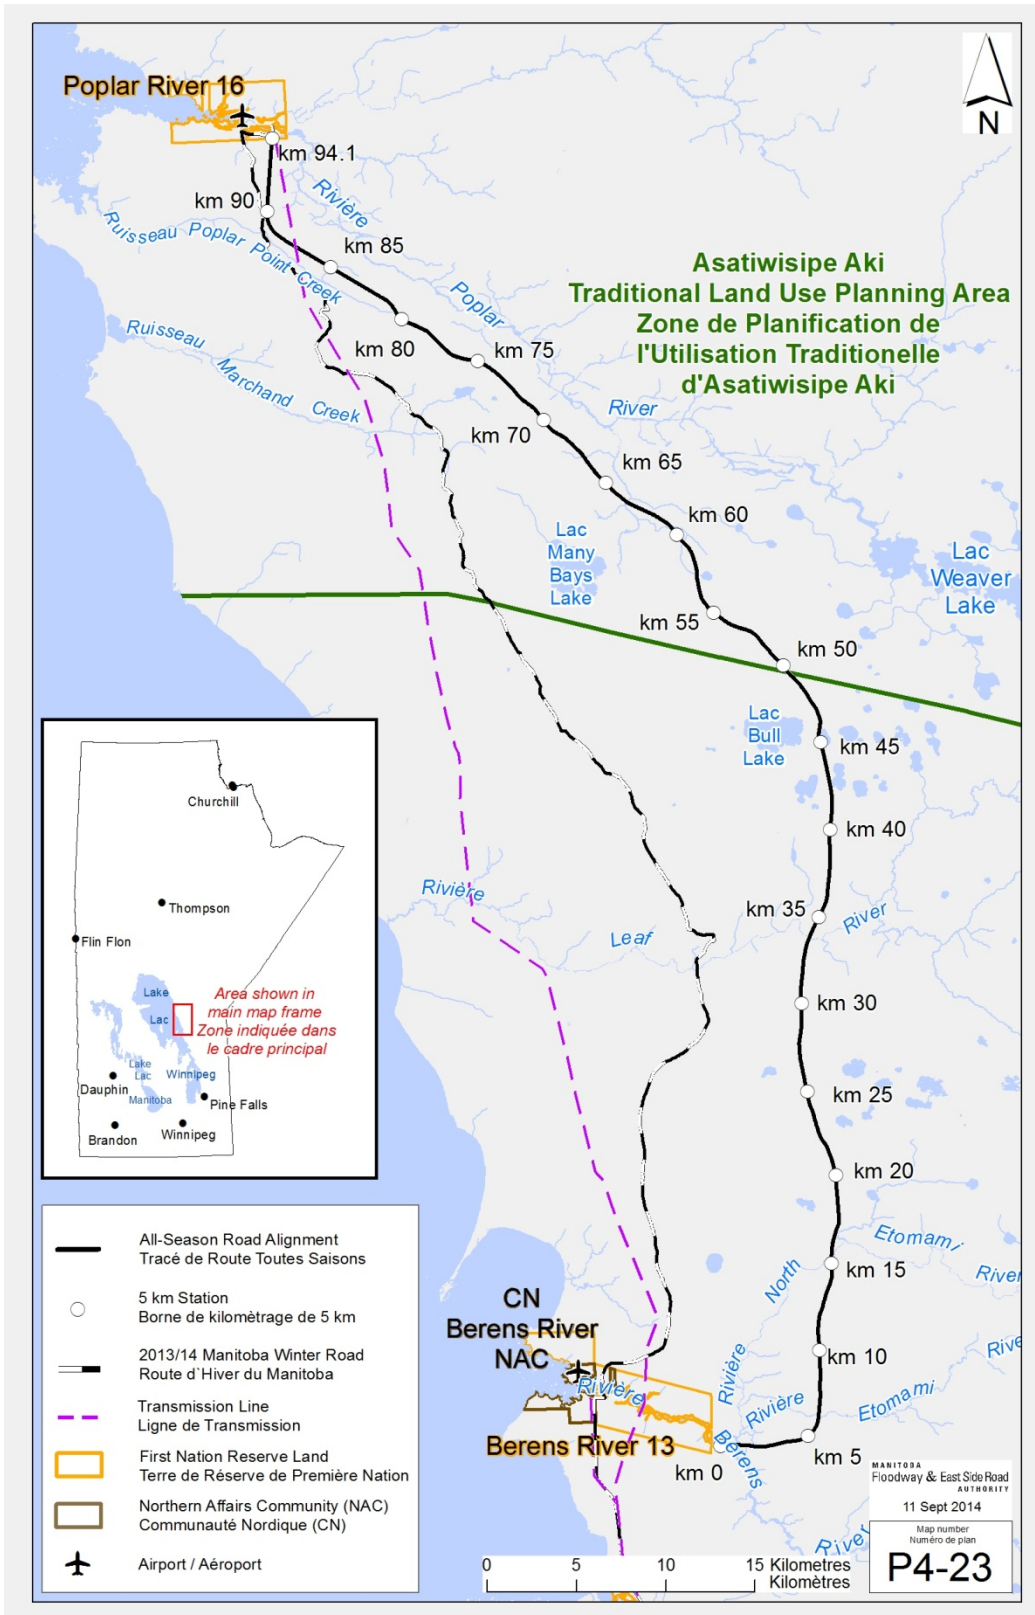 Poplar River 16
N
km 94.1
km 90
Rivière
Ruisseau Poplar Point Creek
km 85
Poplar
Asatiwisipe Aki
Traditional Land Use Planning Area
Zone de Planification de
l'Utilisation Traditionelle
d'Asatiwisipe Aki
Ruisseau Marchand Creek
km 80
km 75
River
km 70
km 65
km 60
Lac
Many
Bays
Lake
Lac
Weaver
Lake
km 55
km 50
Lac
Bull
Lake
km 45
km 40
Rivière
Leaf
km 35
River
km 30
km 25
km 20
Etomami
River
North
km 15
Rivière
km 10
Rive
Rivière
Etomami
km 5
CN
Berens River
NAC
Rivière
Berens River 13
km 0
Berens
River
Churchill
Thompson
Flin Flon
Lake
Lac
Area shown in
main map frame
Zone indiquée dans
le cadre principal
Lake
Lac
Winnipeg
Manitoba
Dauphin
Pine Falls
Brandon
Winnipeg
All-Season Road Alignment
Tracé de Route Toutes Saisons
5 km Station
Borne de kilomètrage de 5 km
2013/14 Manitoba Winter Road
Route d`Hiver du Manitoba
Transmission Line
Ligne de Transmission
First Nation Reserve Land
Terre de Réserve de Première Nation
Northern Affairs Community (NAC)
Communauté Nordique (CN)
Airport / Aéroport
0 5 10 15 Kilometres
Kilomètres
MANITOBA
Floodway & East Side Road
AUTHORITY
11 Sept 2014
Map number
Numéro de plan
P4-23